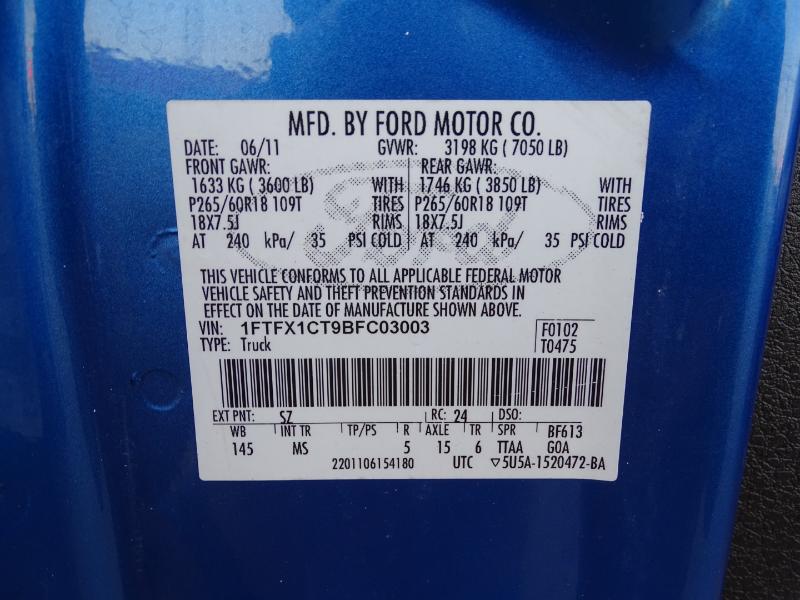 MFD. BY FORD MOTOR CO.
DATE: 06/11 GVWR: 3198 KG ( 7050 LB)
FRONT GAWR: REAR GAWR:
1633 KG ( 3600 LB) WITH 1746 KG ( 3850 LB) WITH
P265/60R18 109T TIRES P265/60R18 109T TIRES
18X7.5J RIMS 18X7.5J RIMS
AT 240 kPa/ 35 PSI COLD AT 240 kPa/ 35 PSI COLD
Ford
THIS VEHICLE CONFORMS TO ALL APPLICABLE FEDERAL MOTOR
VEHICLE SAFETY AND THEFT PREVENTION STANDARDS IN
EFFECT ON THE DATE OF MANUFACTURE SHOWN ABOVE.
VIN: 1FTFX1CT9BFC03003 F0102
TYPE: Truck T0475
EXT PNT: SZ RC: 24 DSO:
WB INT TR TP/PS R AXLE TR SPR BF613
145 MS 5 15 6 TTAA GOA
2201106154180 UTC ▽5U5A-1520472-BA